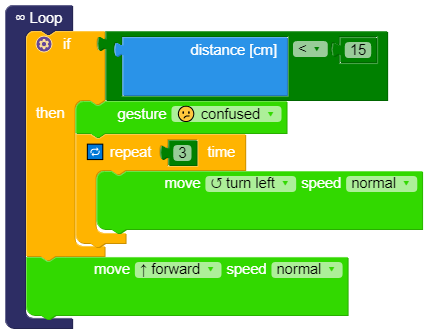 ∞ Loop
if distance [cm] < 15
then gesture 😕 confused
repeat 3 time
move ↺ turn left speed normal
move ↑ forward speed normal